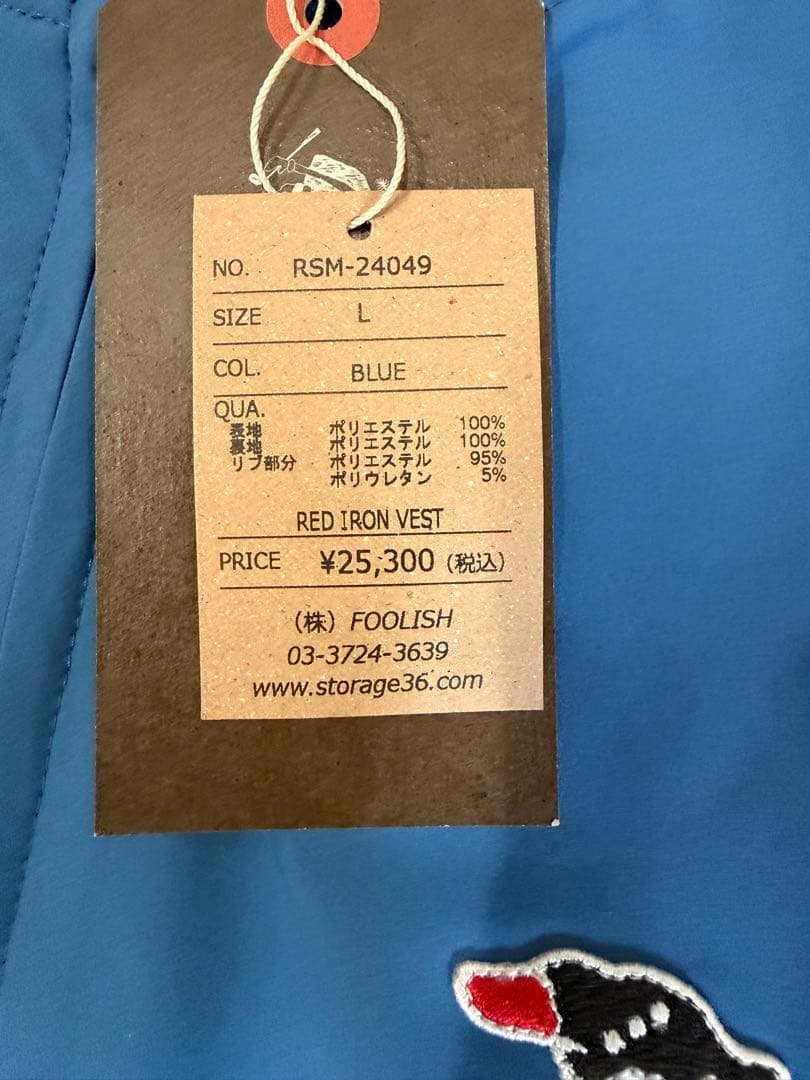 NO. RSM-24049
SIZE L
COL. BLUE
QUA.
表地 ポリエステル 100%
裏地 ポリエステル 100%
リブ部分 ポリエステル 95%
ポリウレタン 5%
RED IRON VEST
PRICE ¥25,300 (税込)
(株) FOOLISH
03-3724-3639
www.storage36.com